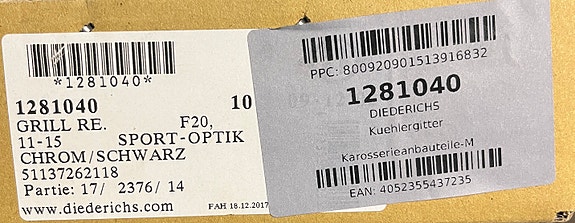 *1281040*
1281040 10
GRILL RE. F20,
11-15 SPORT-OPTIK
CHROM/SCHWARZ
51137262118
Partie: 17/ 2376/ 14
www.diederichs.com FAH 18.12.2017
PPC: 800920901513916832
1281040
DIEDERICHS
Kuehlergitter
Karosserieanbauteile-M
EAN: 4052355437235